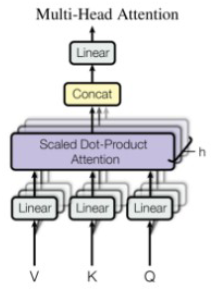 Multi-Head Attention
Linear
Concat
Scaled Dot-Product
Attention
h
Linear Linear Linear
V K Q